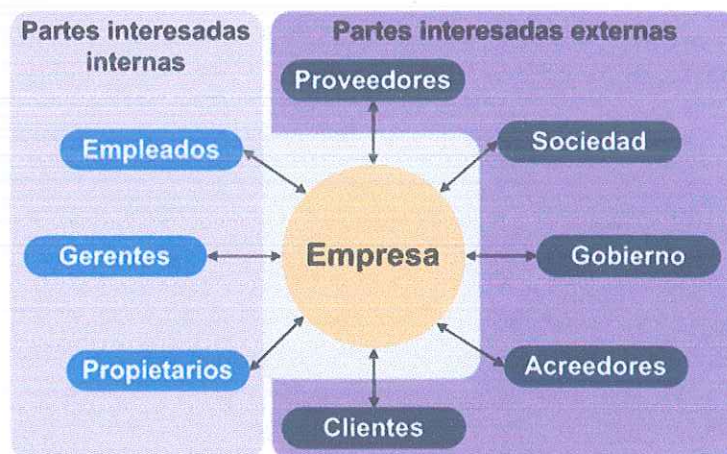 Partes interesadas
internas
Partes interesadas externas
Proveedores
Empleados
Sociedad
Gerentes
Empresa
Gobierno
Propietarios
Acreedores
Clientes